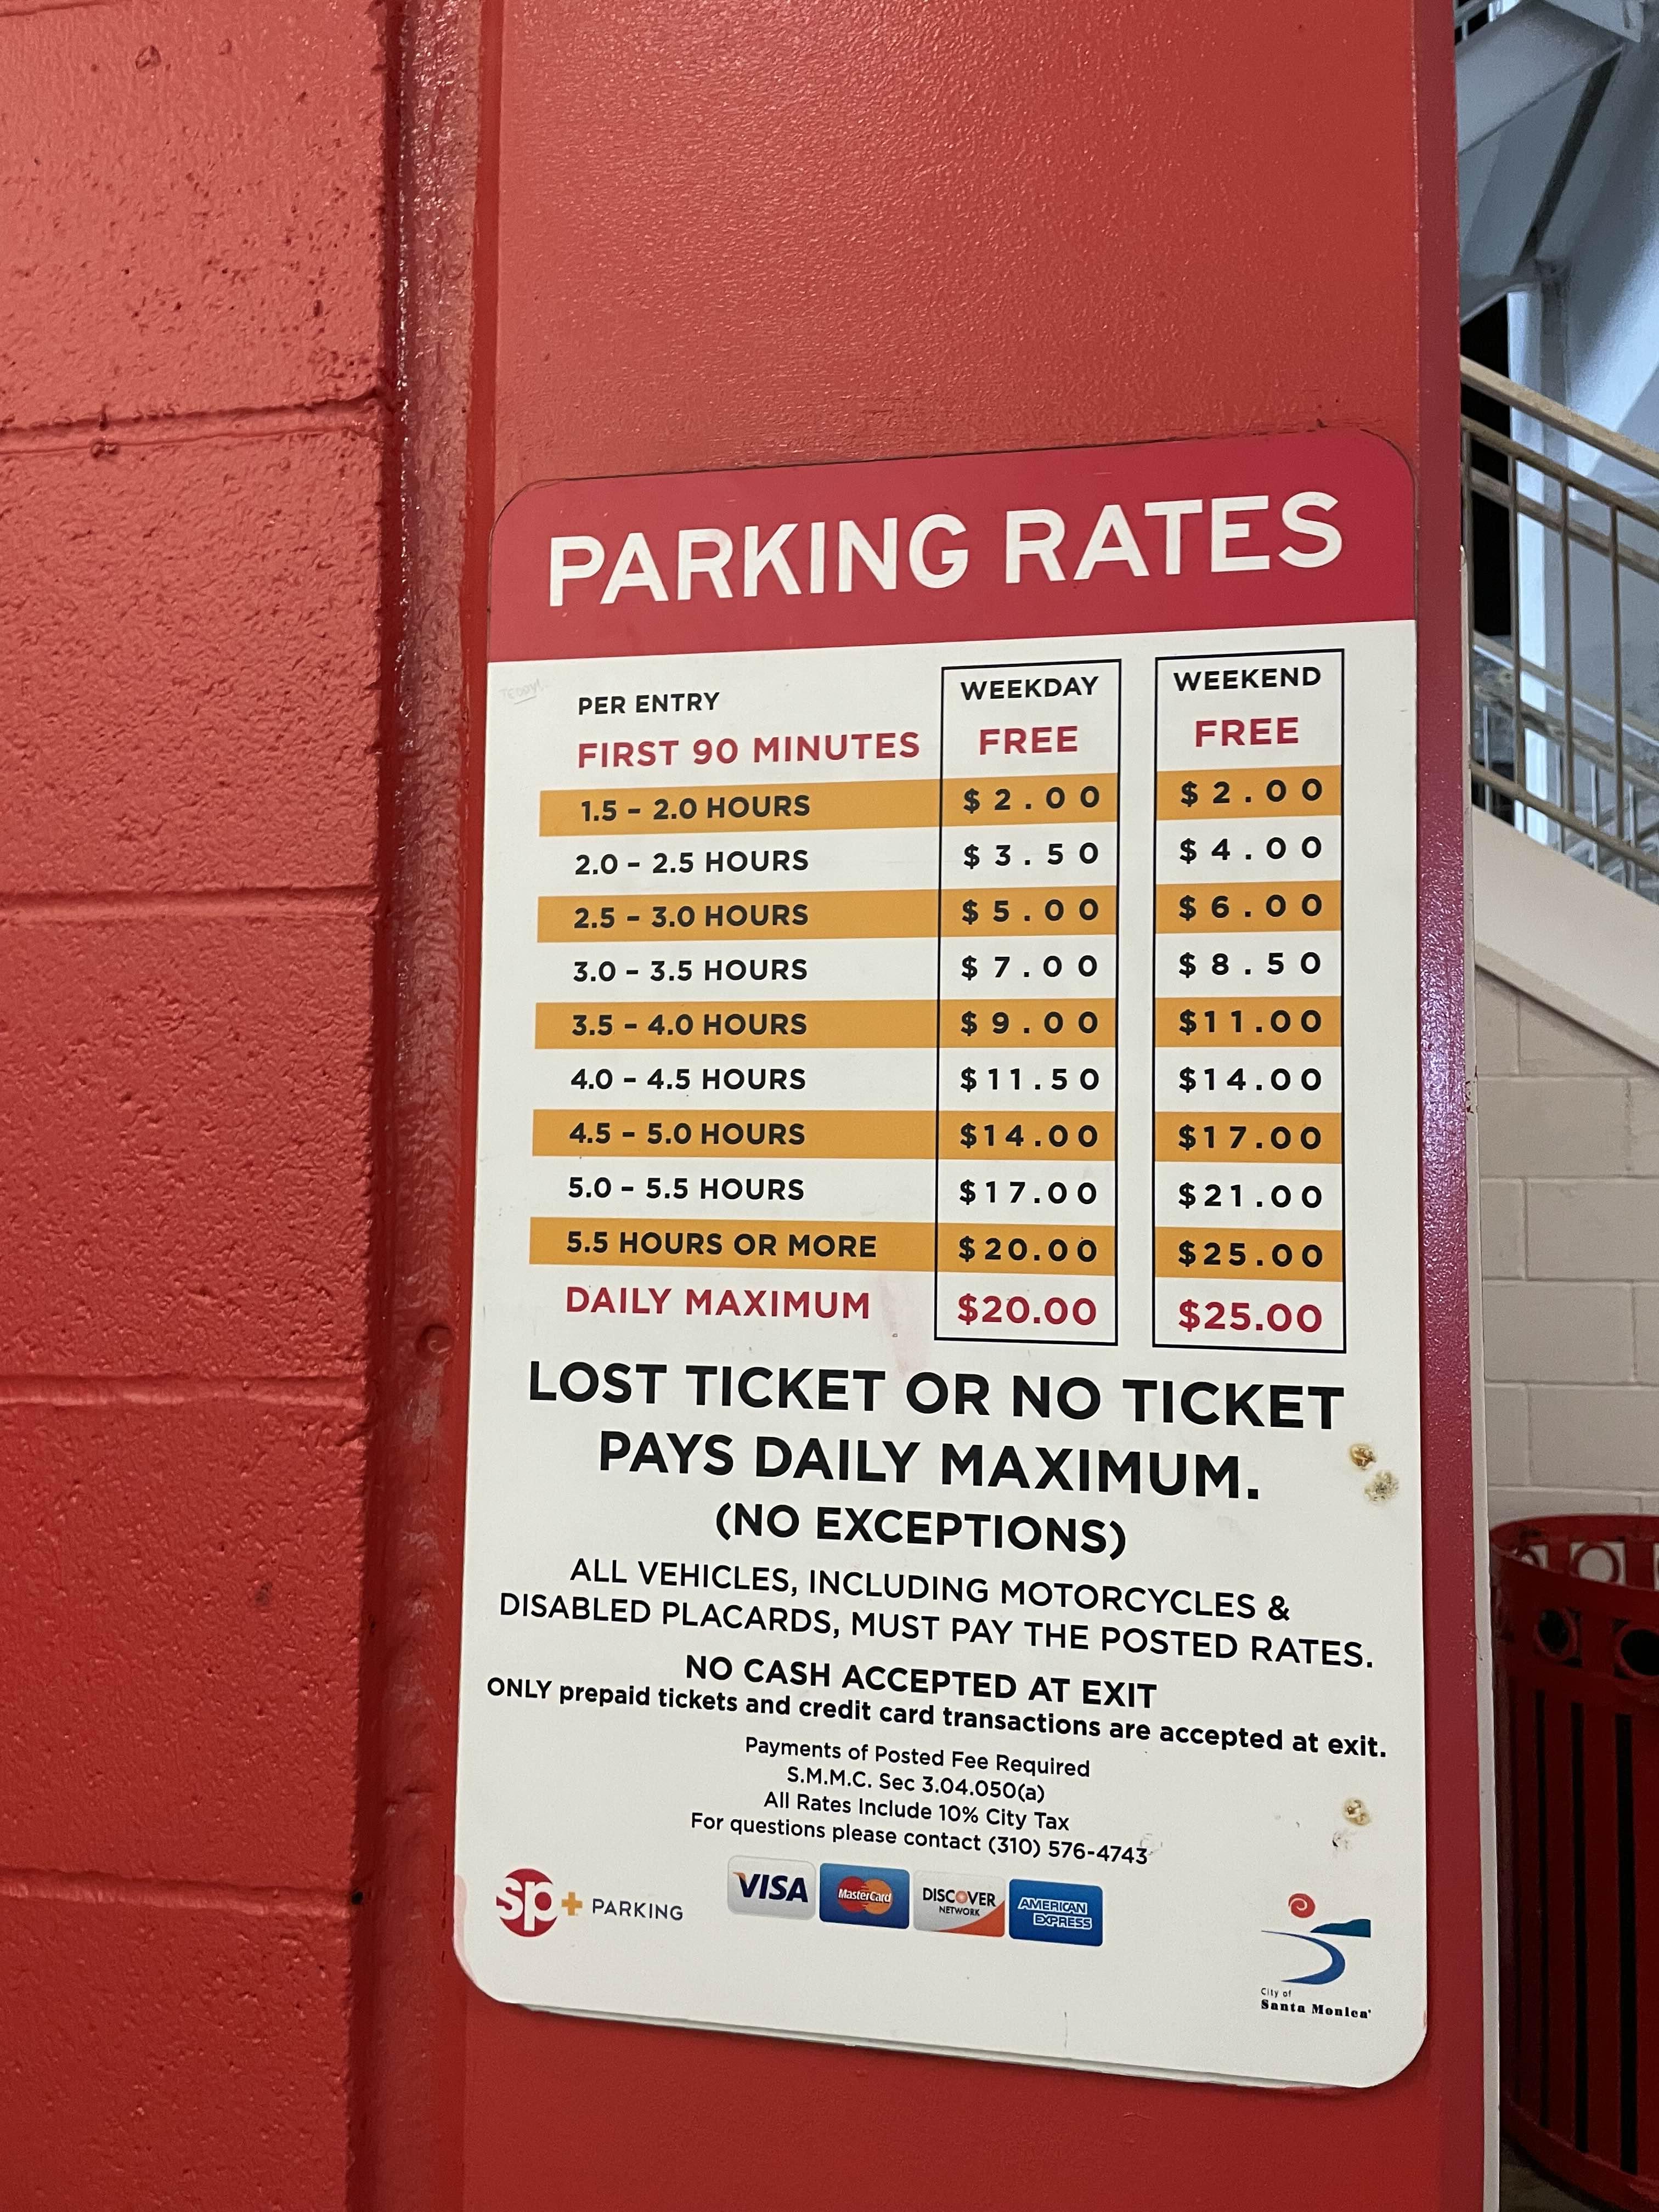 PARKING RATES
PER ENTRY WEEKDAY WEEKEND
FIRST 90 MINUTES FREE FREE
1.5 - 2.0 HOURS $2.00 $2.00
2.0 - 2.5 HOURS $3.50 $4.00
2.5 - 3.0 HOURS $5.00 $6.00
3.0 - 3.5 HOURS $7.00 $8.50
3.5 - 4.0 HOURS $9.00 $11.00
4.0 - 4.5 HOURS $11.50 $14.00
4.5 - 5.0 HOURS $14.00 $17.00
5.0 - 5.5 HOURS $17.00 $21.00
5.5 HOURS OR MORE $20.00 $25.00
DAILY MAXIMUM $20.00 $25.00
LOST TICKET OR NO TICKET
PAYS DAILY MAXIMUM.
(NO EXCEPTIONS)
ALL VEHICLES, INCLUDING MOTORCYCLES &
DISABLED PLACARDS, MUST PAY THE POSTED RATES.
NO CASH ACCEPTED AT EXIT
ONLY prepaid tickets and credit card transactions are accepted at exit.
Payments of Posted Fee Required
S.M.M.C. Sec 3.04.050(a)
All Rates Include 10% City Tax
For questions please contact (310) 576-4743
sp+ PARKING
VISA MasterCard DISCOVER NETWORK AMERICAN EXPRESS
City of
Santa Monica